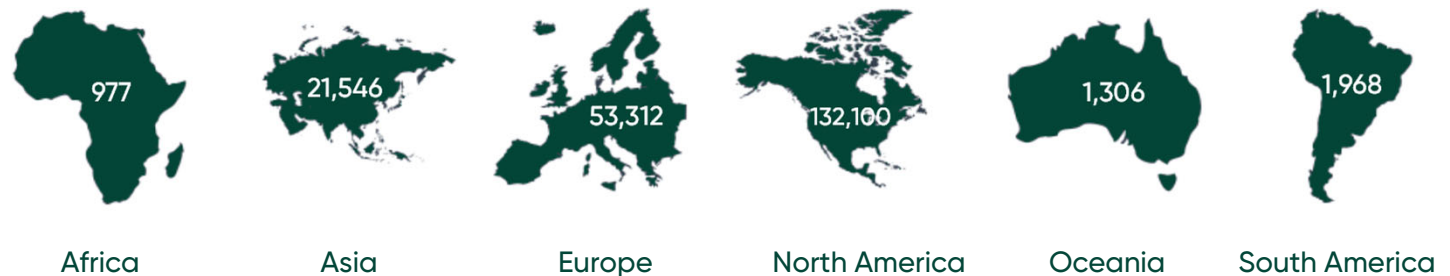 977
21,546
53,312
132,100
1,306
1,968
Africa
Asia
Europe
North America
Oceania
South America